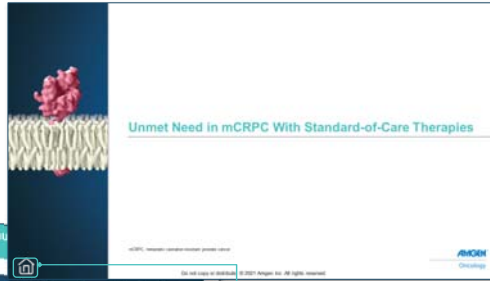 Unmet Need in mCRPC With Standard-of-Care Therapies
mCRPC, metastatic castration-resistant prostate cancer
AMGEN
Oncology
Do not copy or distribute. © 2021 Amgen Inc. All rights reserved.